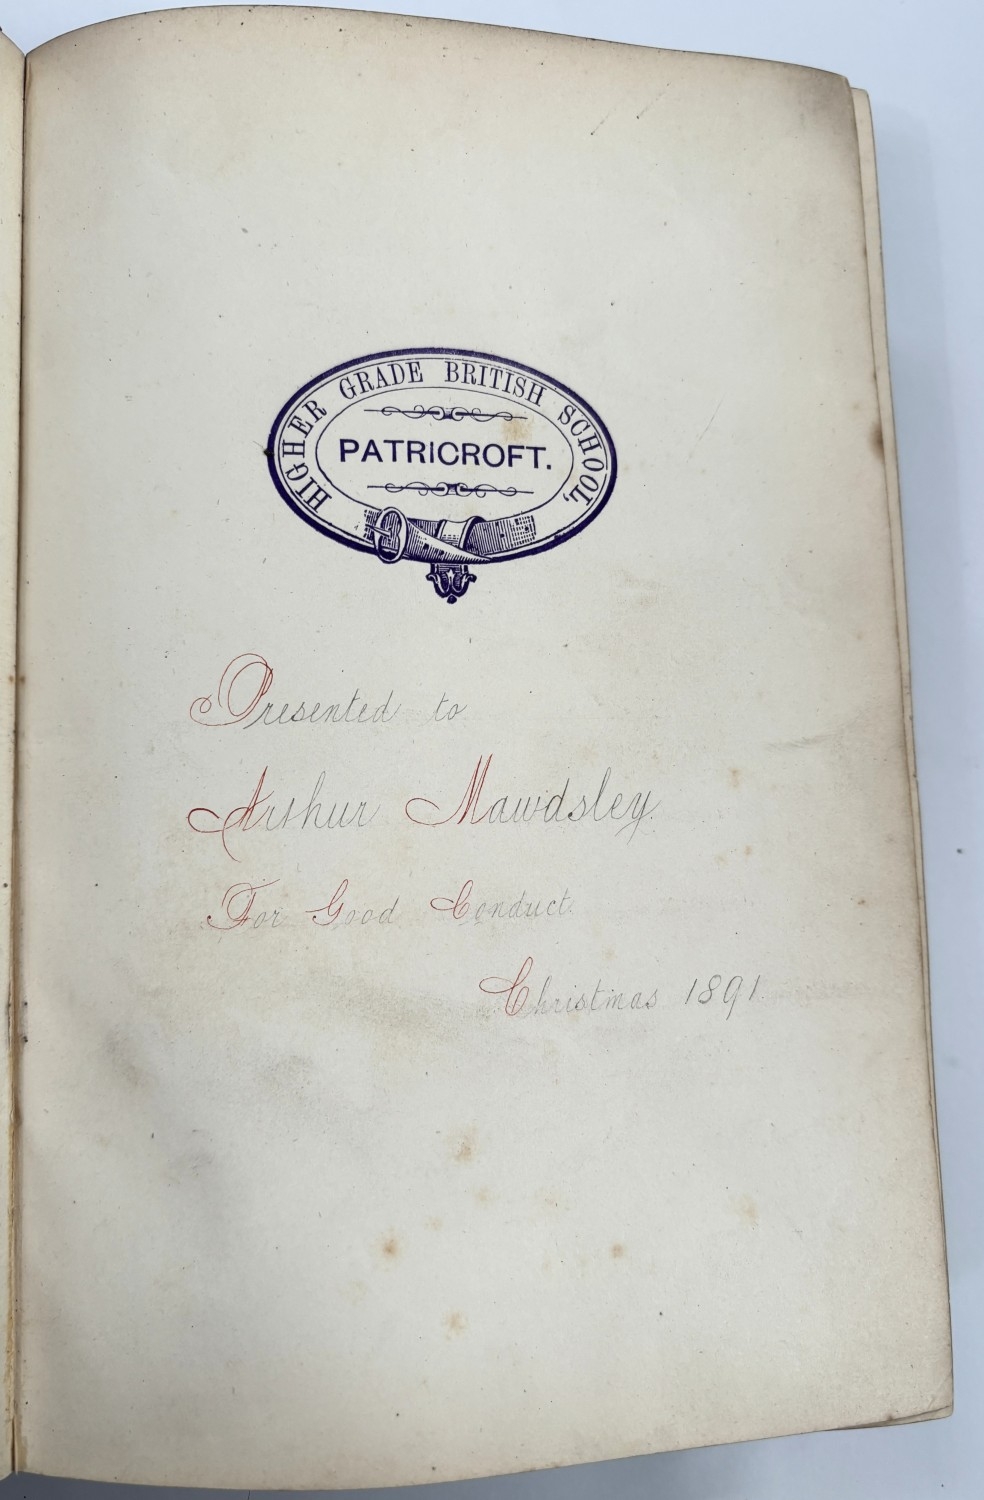 HIGHER GRADE BRITISH SCHOOL,
PATRICROFT.
Presented to
Arthur Mawdsley.
For Good Conduct.
Christmas 1891.